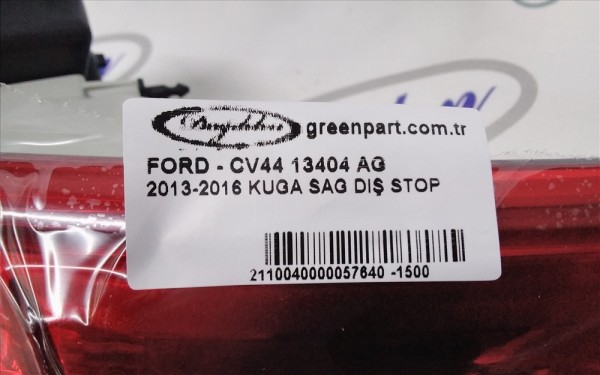 greenpart.com.tr
FORD - CV44 13404 AG
2013-2016 KUGA SAG DIŞ STOP
2110040000057640 -1500